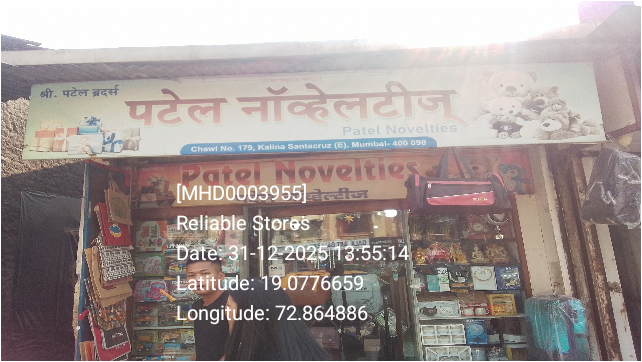 श्री. पटेल ब्रदर्स
पटेल नॉव्हेलटीज्
Patel Novelties
Chawl No. 179, Kalina Santacruz (E). Mumbai- 400 098
Patel Novelties
[MHD0003955]
Reliable Stores
Date: 31-12-2025 13:55:14
Latitude: 19.0776659
Longitude: 72.864886